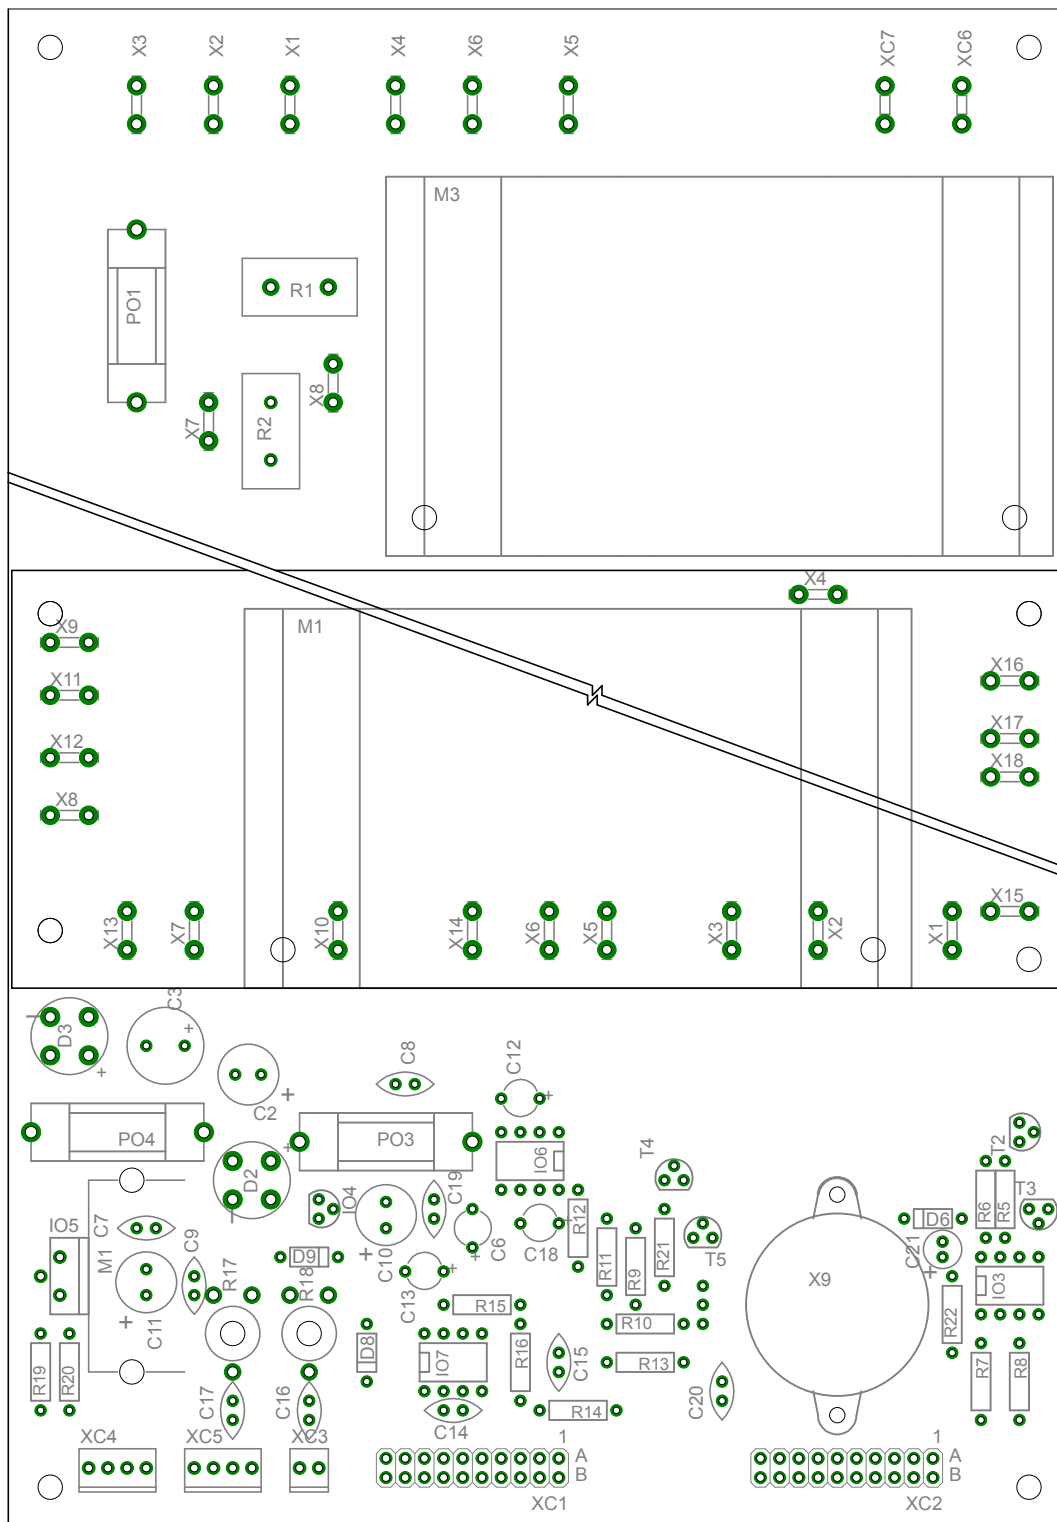 X3
X2
X1
X4
X6
X5
XC7
XC6
M3
PO1
R1
X8
X7
R2
X4
X9
M1
X11
X16
X12
X17
X18
X8
X15
X13
X7
X10
X14
X6
X5
X3
X2
X1
C3
D3
+
+
C8
C12
+
C2
+
PO4
PO3
+
D2
-
IO6
T4
T2
IO4
C19
R6
R5
T3
IO5
C7
M1
C9
C10
+
C6
+
C18
+
R12
R11
R9
R21
T5
D6
C21
+
D9
R17
R18
C13
+
X9
IO3
C11
+
R15
R10
R22
R19
R20
D8
IO7
R16
C15
R13
R7
R8
C17
C16
C14
R14
C20
XC4
XC5
XC3
1
A
B
XC1
1
A
B
XC2